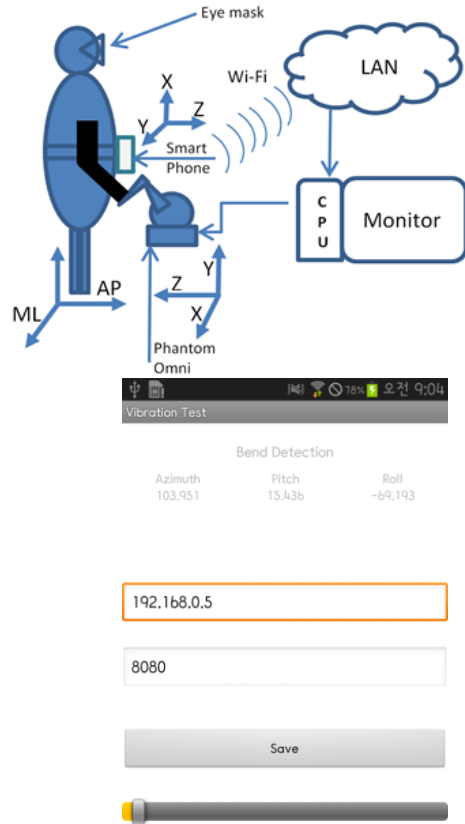 Eye mask
Wi-Fi
LAN
X
Z
Y
Smart
Phone
C
P
U
Monitor
Y
Z
X
AP
ML
Phantom
Omni
78% 오전 9:04
Vibration Test
Bend Detection
Azimuth Pitch Roll
103.951 15.436 -69.193
192.168.0.5
8080
Save